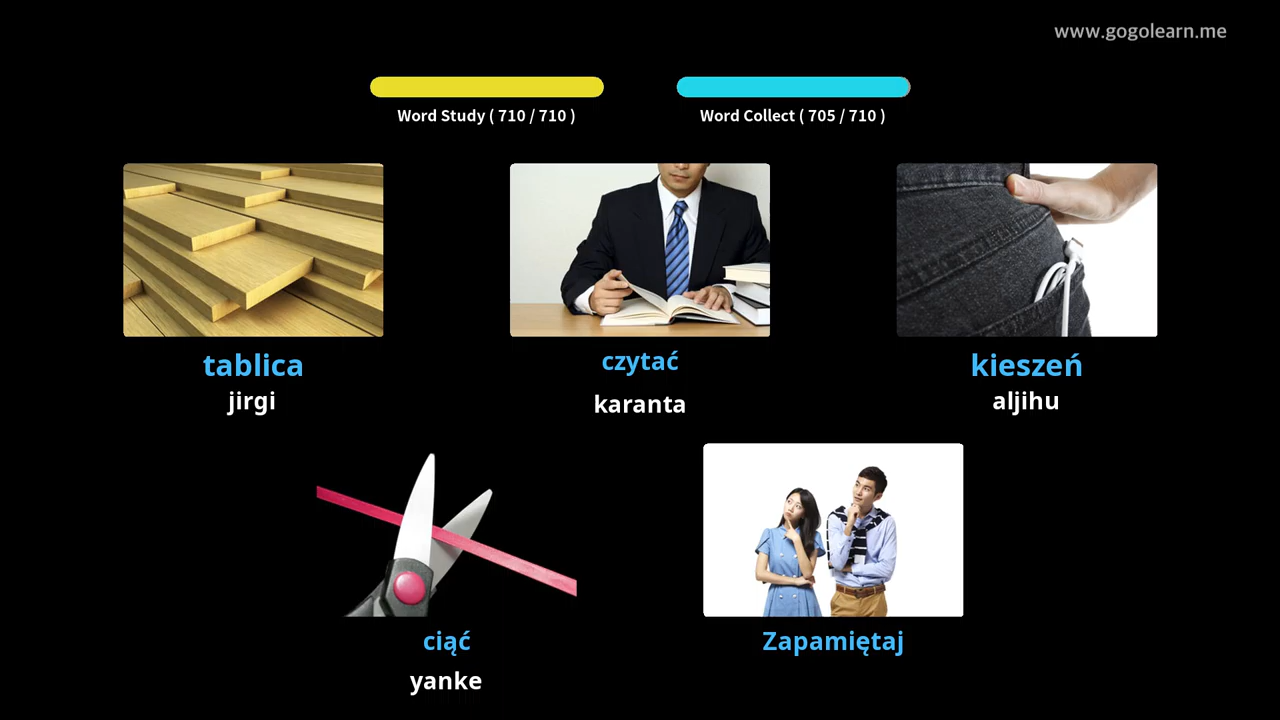 www.gogolearn.me
Word Study ( 710 / 710 )
Word Collect ( 705 / 710 )
tablica
jirgi
czytać
karanta
kieszeń
aljihu
ciąć
yanke
Zapamiętaj